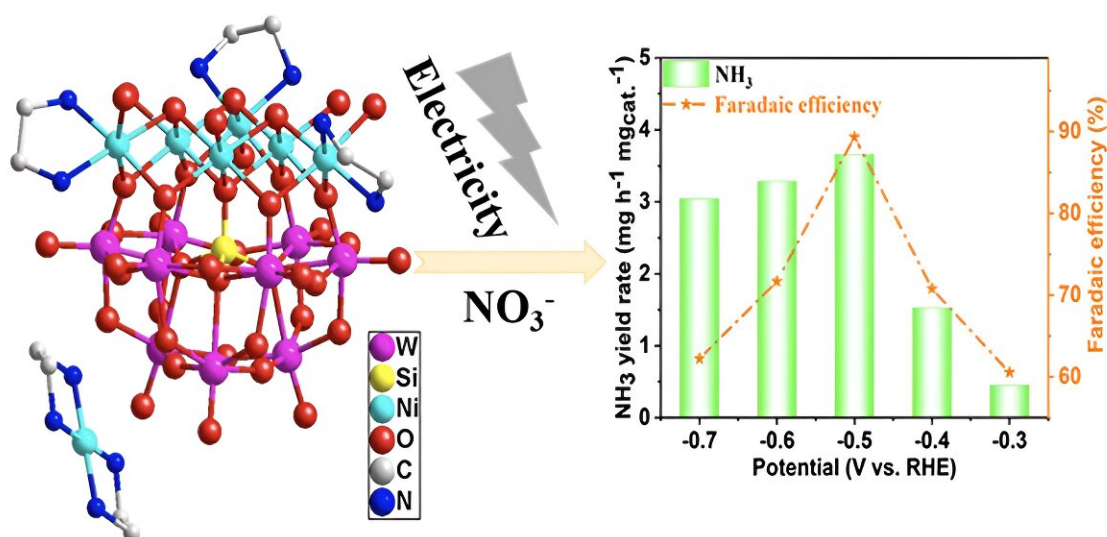 Electricity
NO₃⁻
W
Si
Ni
O
C
N
NH₃
Faradaic efficiency
NH₃ yield rate (mg h⁻¹ mgcat.⁻¹)
5
4
3
2
1
0
-0.7 -0.6 -0.5 -0.4 -0.3
Potential (V vs. RHE)
90
80
70
60
Faradaic efficiency (%)